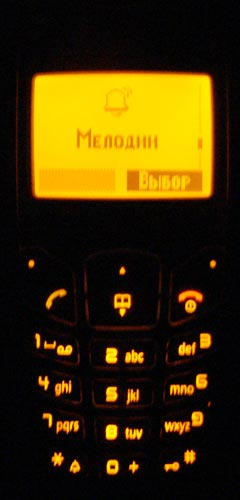 Мелодии
Выбор
1 2 abc def 3
4 ghi 5 jkl mno 6
7 pqrs 8 tuv wxyz 9
* 0 + #